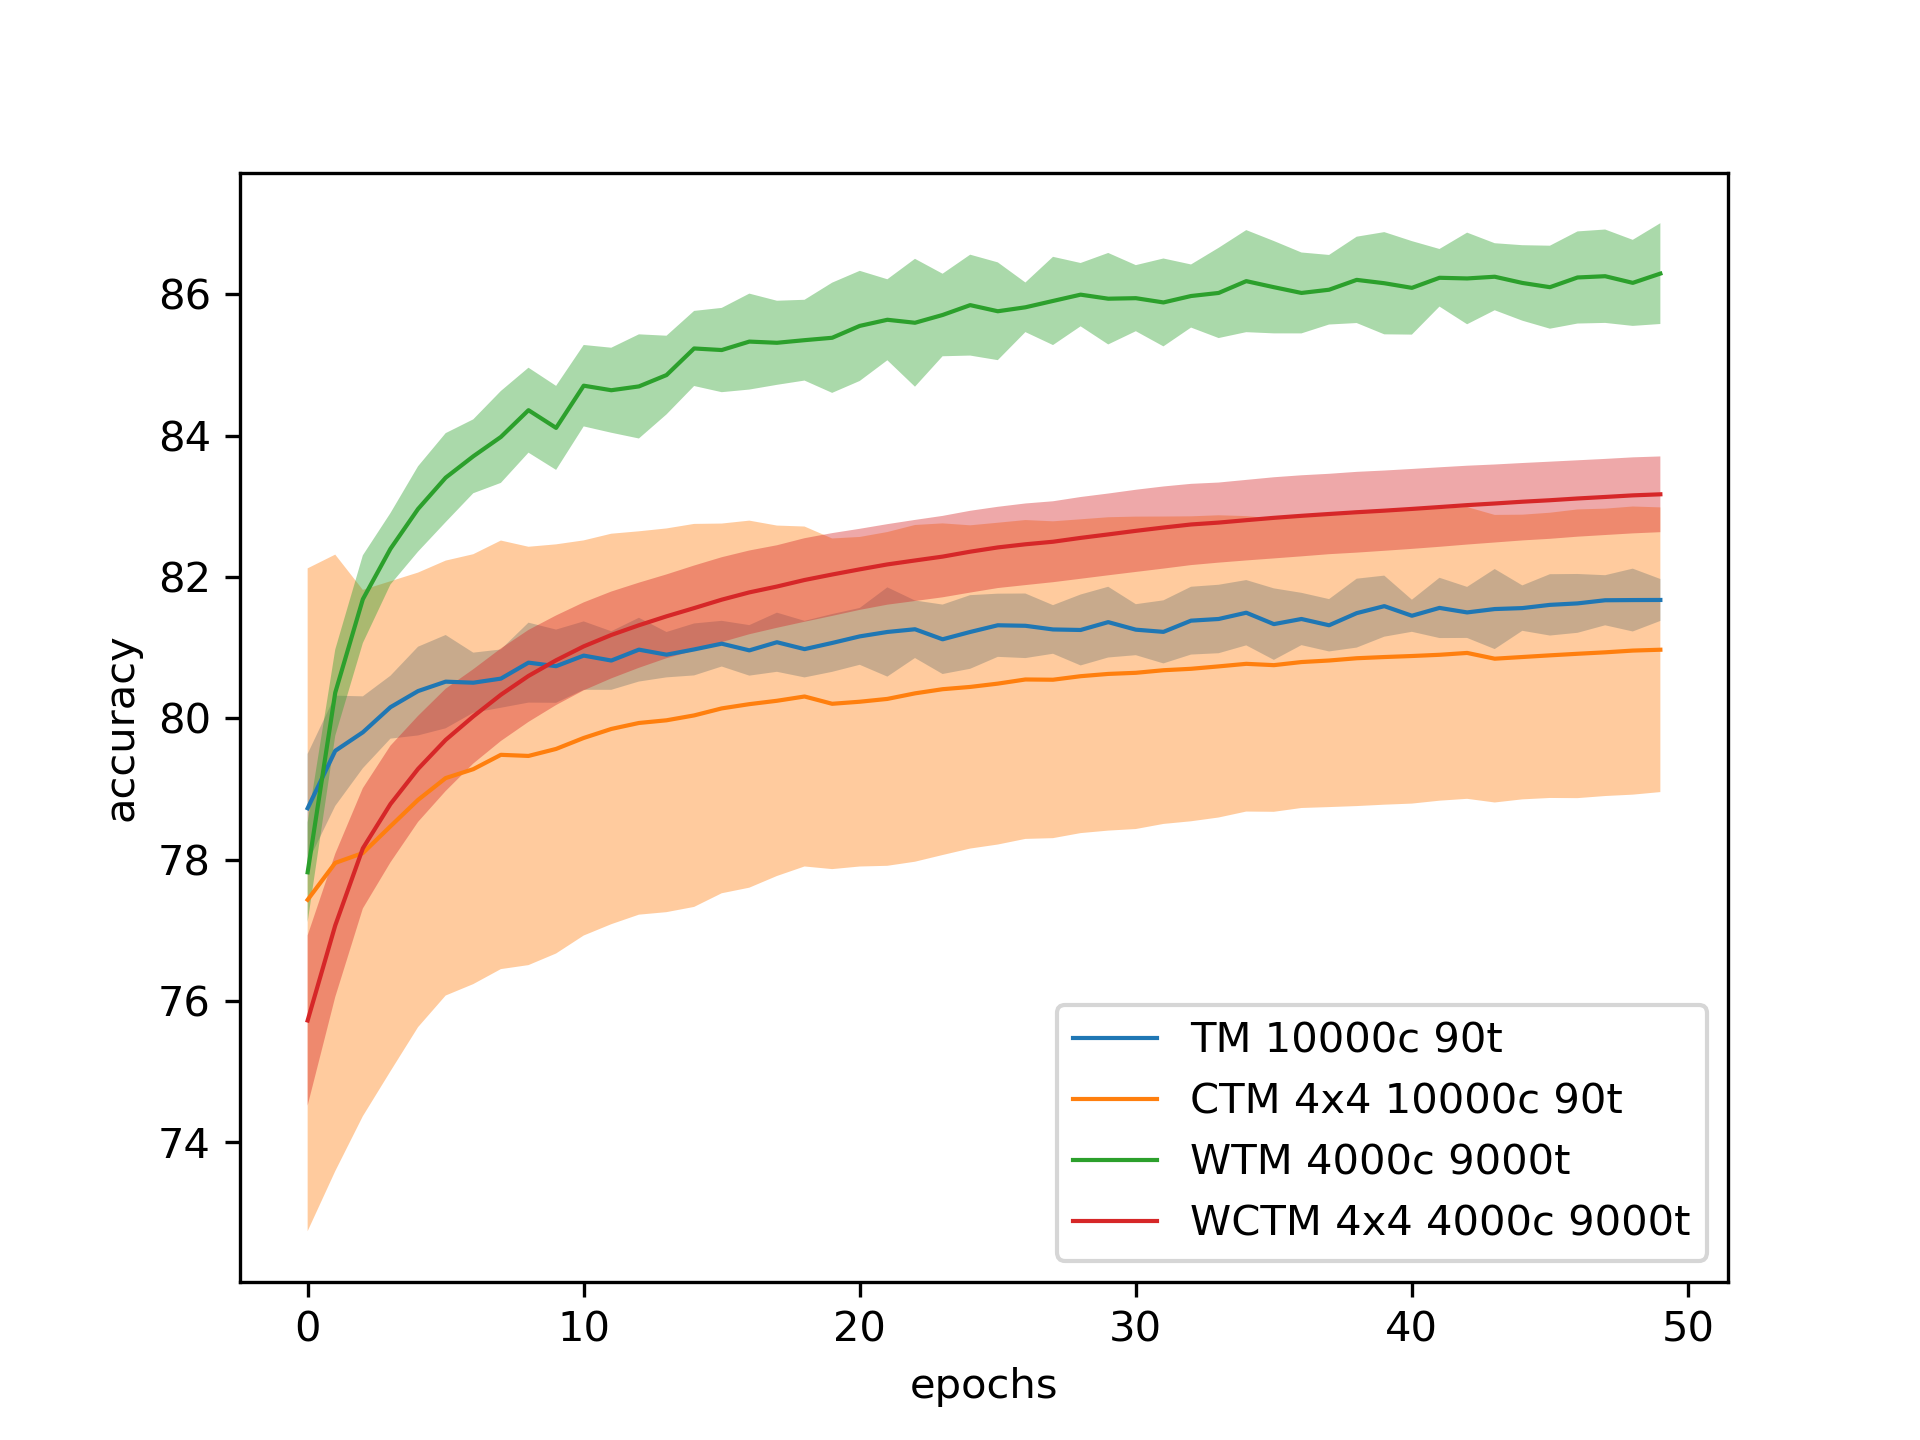 86
84
82
80
78
76
74
accuracy
0 10 20 30 40 50
epochs
TM 10000c 90t
CTM 4x4 10000c 90t
WTM 4000c 9000t
WCTM 4x4 4000c 9000t